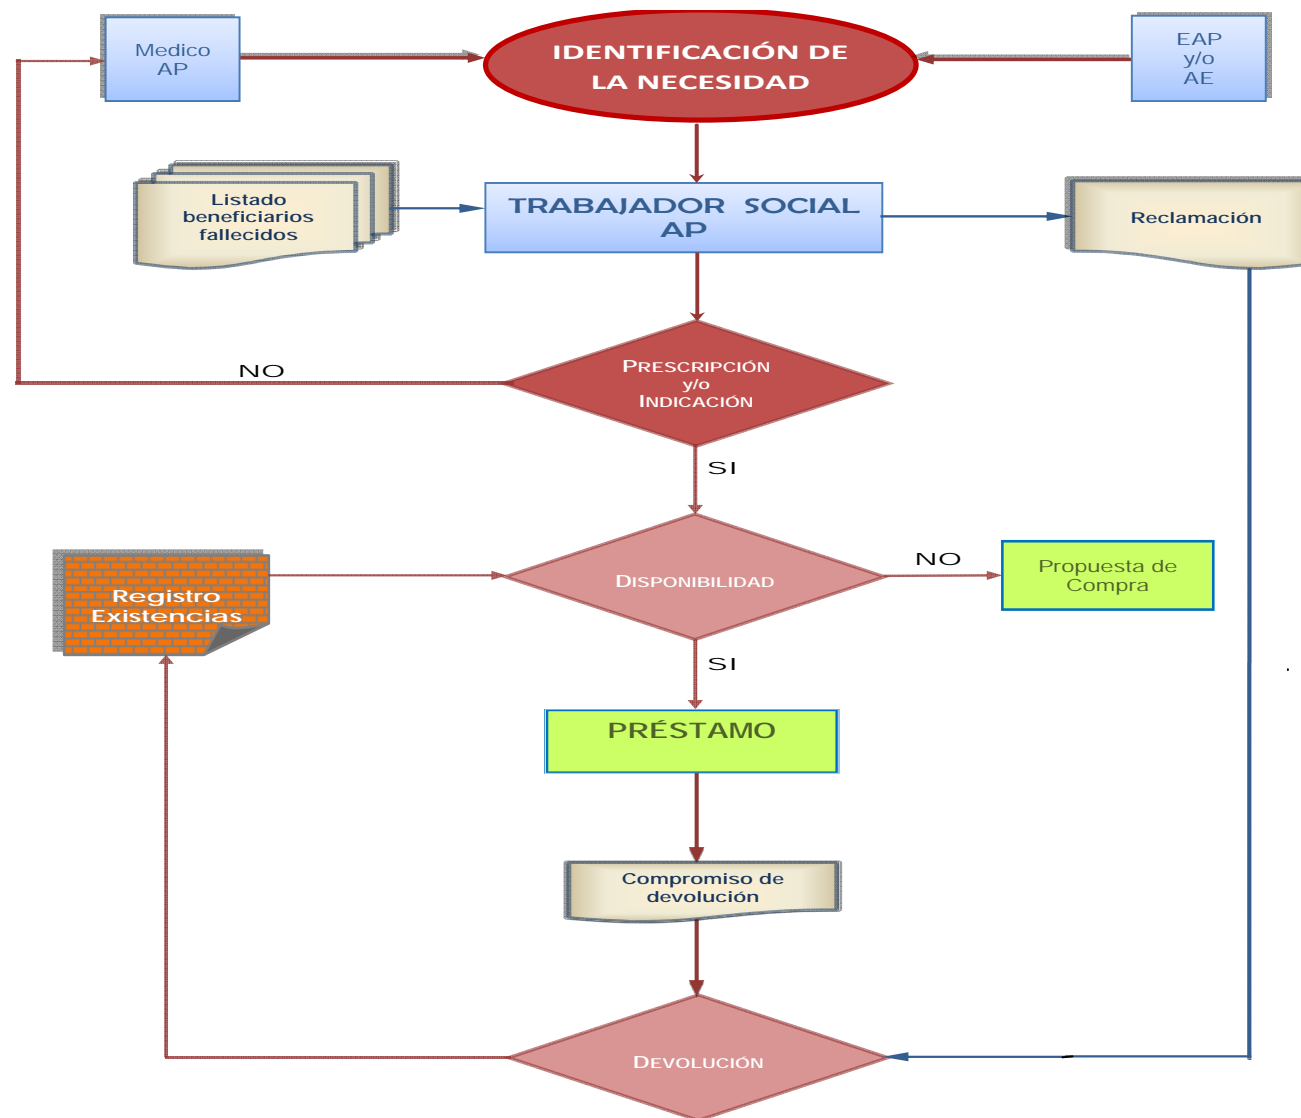 Medico
AP
IDENTIFICACIÓN DE
LA NECESIDAD
EAP
y/o
AE
Listado
beneficiarios
fallecidos
TRABAJADOR SOCIAL
AP
Reclamación
PRESCRIPCIÓN
y/o
INDICACIÓN
NO
SI
DISPONIBILIDAD
NO
Propuesta de
Compra
Registro
Existencias
SI
PRÉSTAMO
Compromiso de
devolución
DEVOLUCIÓN